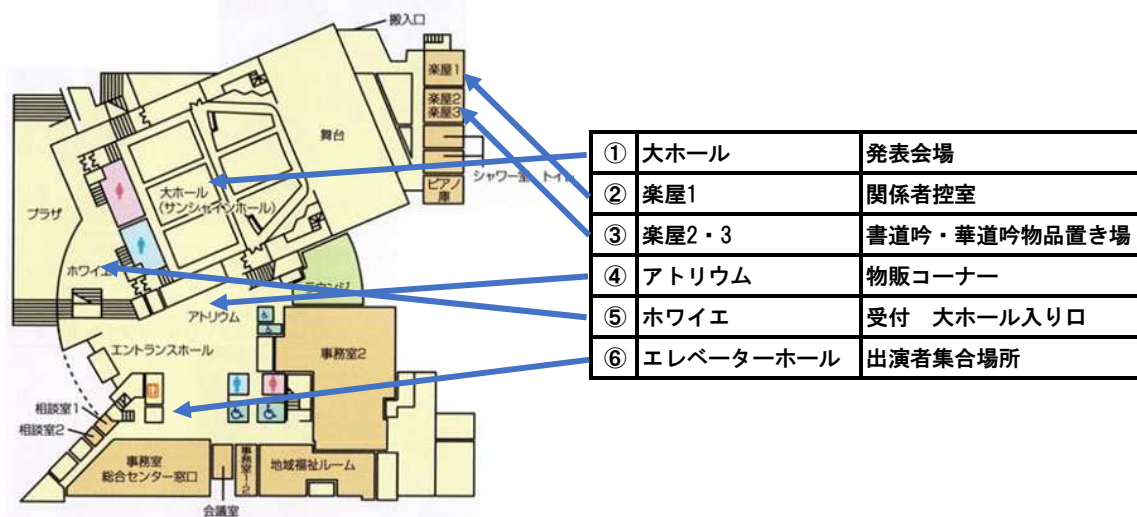 搬入口
楽屋1
楽屋2
楽屋3
舞台
シャワー室 トイレ
ピアノ
庫
大ホール
(サンシャインホール)
プラザ
ホワイエ
ラウンジ
アトリウム
エントランスホール
事務室2
相談室1
相談室2
事務室
総合センター窓口
事務室1-2
地域福祉ルーム
会議室
① 大ホール 発表会場
② 楽屋1 関係者控室
③ 楽屋2・3 書道吟・華道吟物品置き場
④ アトリウム 物販コーナー
⑤ ホワイエ 受付 大ホール入り口
⑥ エレベーターホール 出演者集合場所